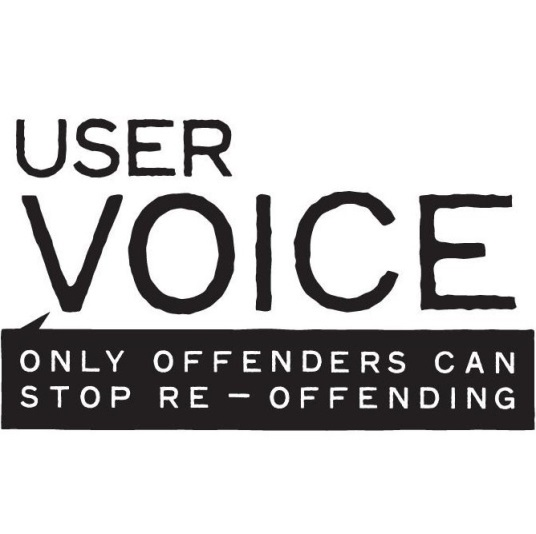 USER
VOICE
ONLY OFFENDERS CAN
STOP RE – OFFENDING